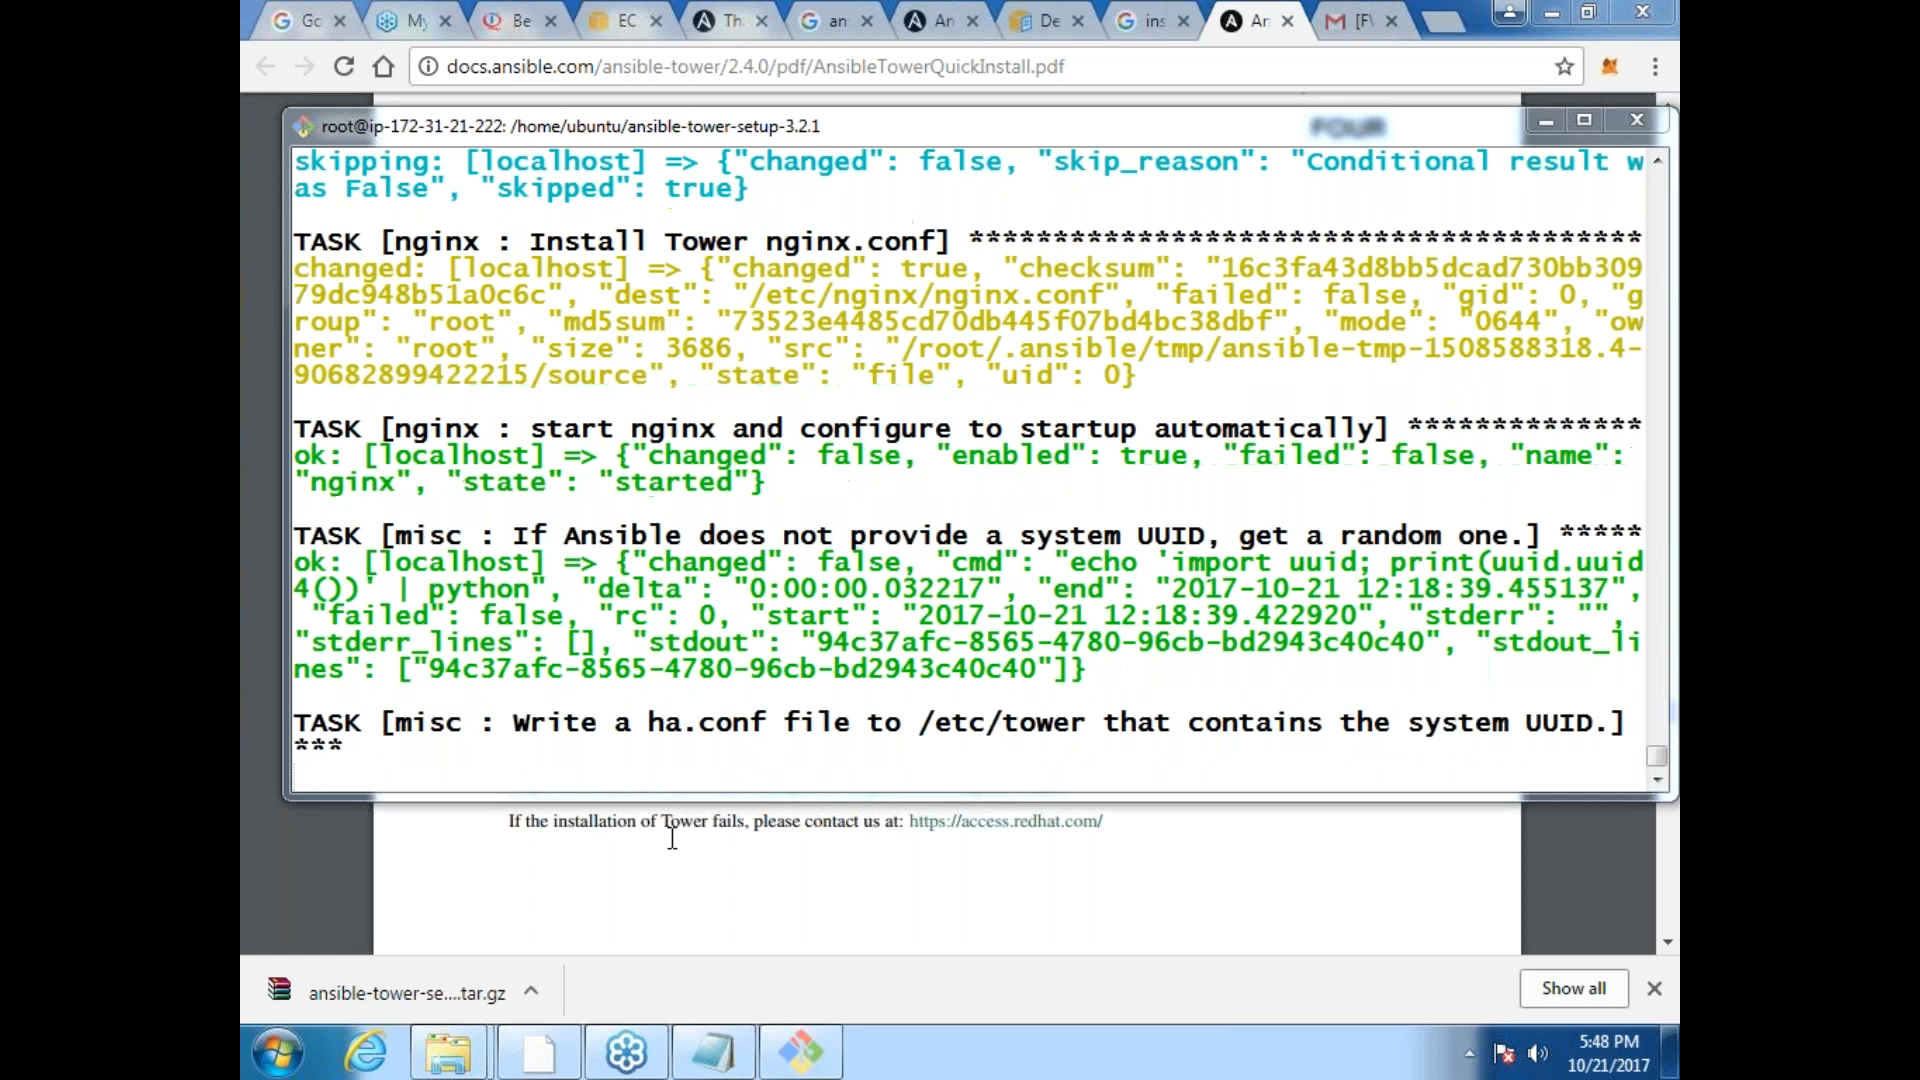 Gc
My
Be
EC
Th
an
An
De
ins
An
[F\
docs.ansible.com/ansible-tower/2.4.0/pdf/AnsibleTowerQuickInstall.pdf
root@ip-172-31-21-222: /home/ubuntu/ansible-tower-setup-3.2.1
FOUR
skipping: [localhost] => {"changed": false, "skip_reason": "Conditional result w
as False", "skipped": true}
TASK [nginx : Install Tower nginx.conf] ****************************************
changed: [localhost] => {"changed": true, "checksum": "16c3fa43d8bb5dcad730bb309
79dc948b51a0c6c", "dest": "/etc/nginx/nginx.conf", "failed": false, "gid": 0, "g
roup": "root", "md5sum": "73523e4485cd70db445f07bd4bc38dbf", "mode": "0644", "ow
ner": "root", "size": 3686, "src": "/root/.ansible/tmp/ansible-tmp-1508588318.4-
90682899422215/source", "state": "file", "uid": 0}
TASK [nginx : start nginx and configure to startup automatically] **************
ok: [localhost] => {"changed": false, "enabled": true, "failed": false, "name":
"nginx", "state": "started"}
TASK [misc : If Ansible does not provide a system UUID, get a random one.] *****
ok: [localhost] => {"changed": false, "cmd": "echo 'import uuid; print(uuid.uuid
4())' | python", "delta": "0:00:00.032217", "end": "2017-10-21 12:18:39.455137",
"failed": false, "rc": 0, "start": "2017-10-21 12:18:39.422920", "stderr": "",
"stderr_lines": [], "stdout": "94c37afc-8565-4780-96cb-bd2943c40c40", "stdout_li
nes": ["94c37afc-8565-4780-96cb-bd2943c40c40"]}
TASK [misc : Write a ha.conf file to /etc/tower that contains the system UUID.]
***
If the installation of Tower fails, please contact us at: https://access.redhat.com/
ansible-tower-se....tar.gz
Show all
5:48 PM
10/21/2017